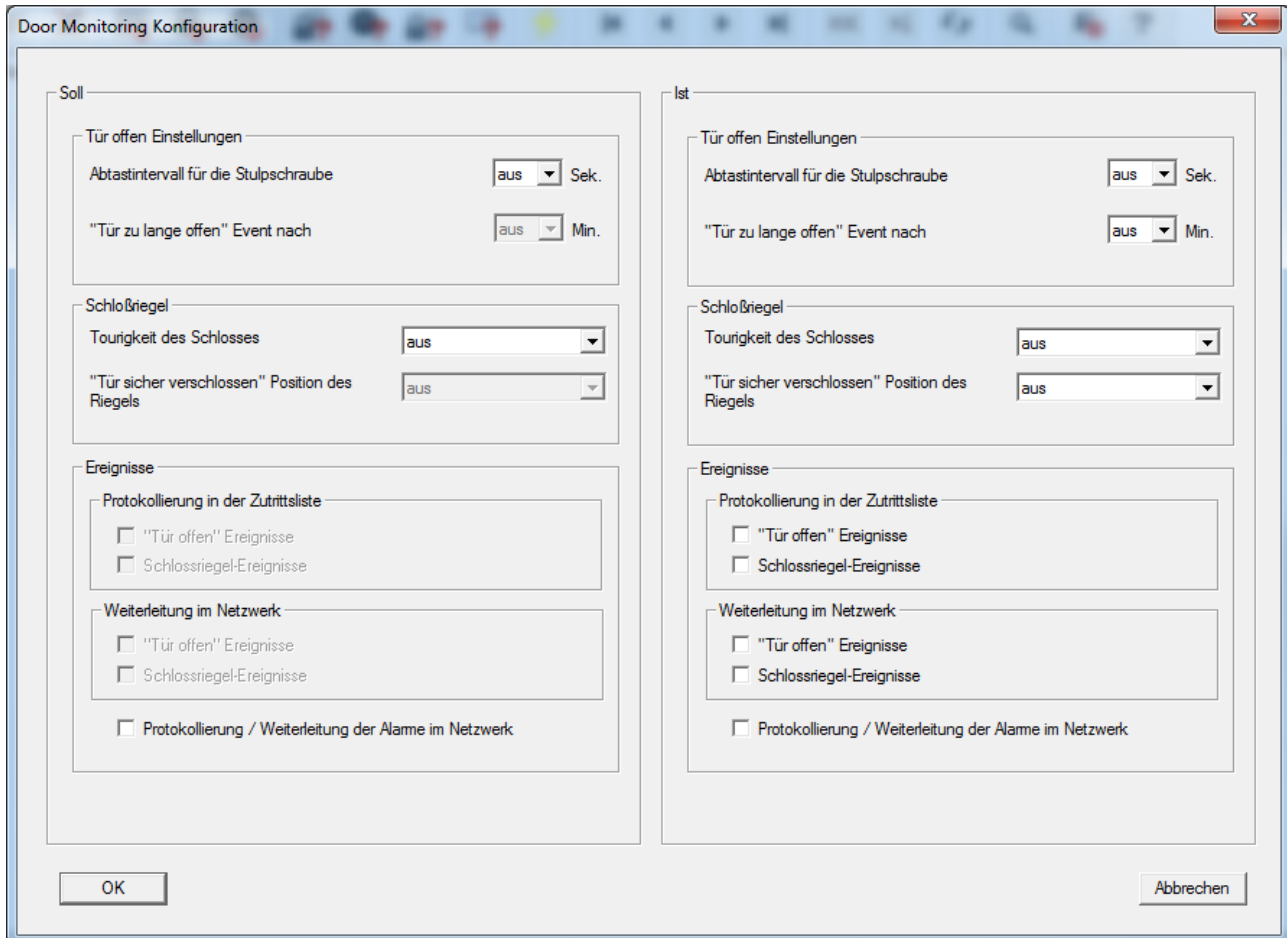 Door Monitoring Konfiguration
Soll
Tür offen Einstellungen
Abtastintervall für die Stulpschraube
aus
Sek.
"Tür zu lange offen" Event nach
aus
Min.
Schloßriegel
Tourigkeit des Schlosses
aus
"Tür sicher verschlossen" Position des
Riegels
aus
Ereignisse
Protokollierung in der Zutrittsliste
"Tür offen" Ereignisse
Schlossriegel-Ereignisse
Weiterleitung im Netzwerk
"Tür offen" Ereignisse
Schlossriegel-Ereignisse
Protokollierung / Weiterleitung der Alarme im Netzwerk
Ist
Tür offen Einstellungen
Abtastintervall für die Stulpschraube
aus
Sek.
"Tür zu lange offen" Event nach
aus
Min.
Schloßriegel
Tourigkeit des Schlosses
aus
"Tür sicher verschlossen" Position des
Riegels
aus
Ereignisse
Protokollierung in der Zutrittsliste
"Tür offen" Ereignisse
Schlossriegel-Ereignisse
Weiterleitung im Netzwerk
"Tür offen" Ereignisse
Schlossriegel-Ereignisse
Protokollierung / Weiterleitung der Alarme im Netzwerk
OK
Abbrechen